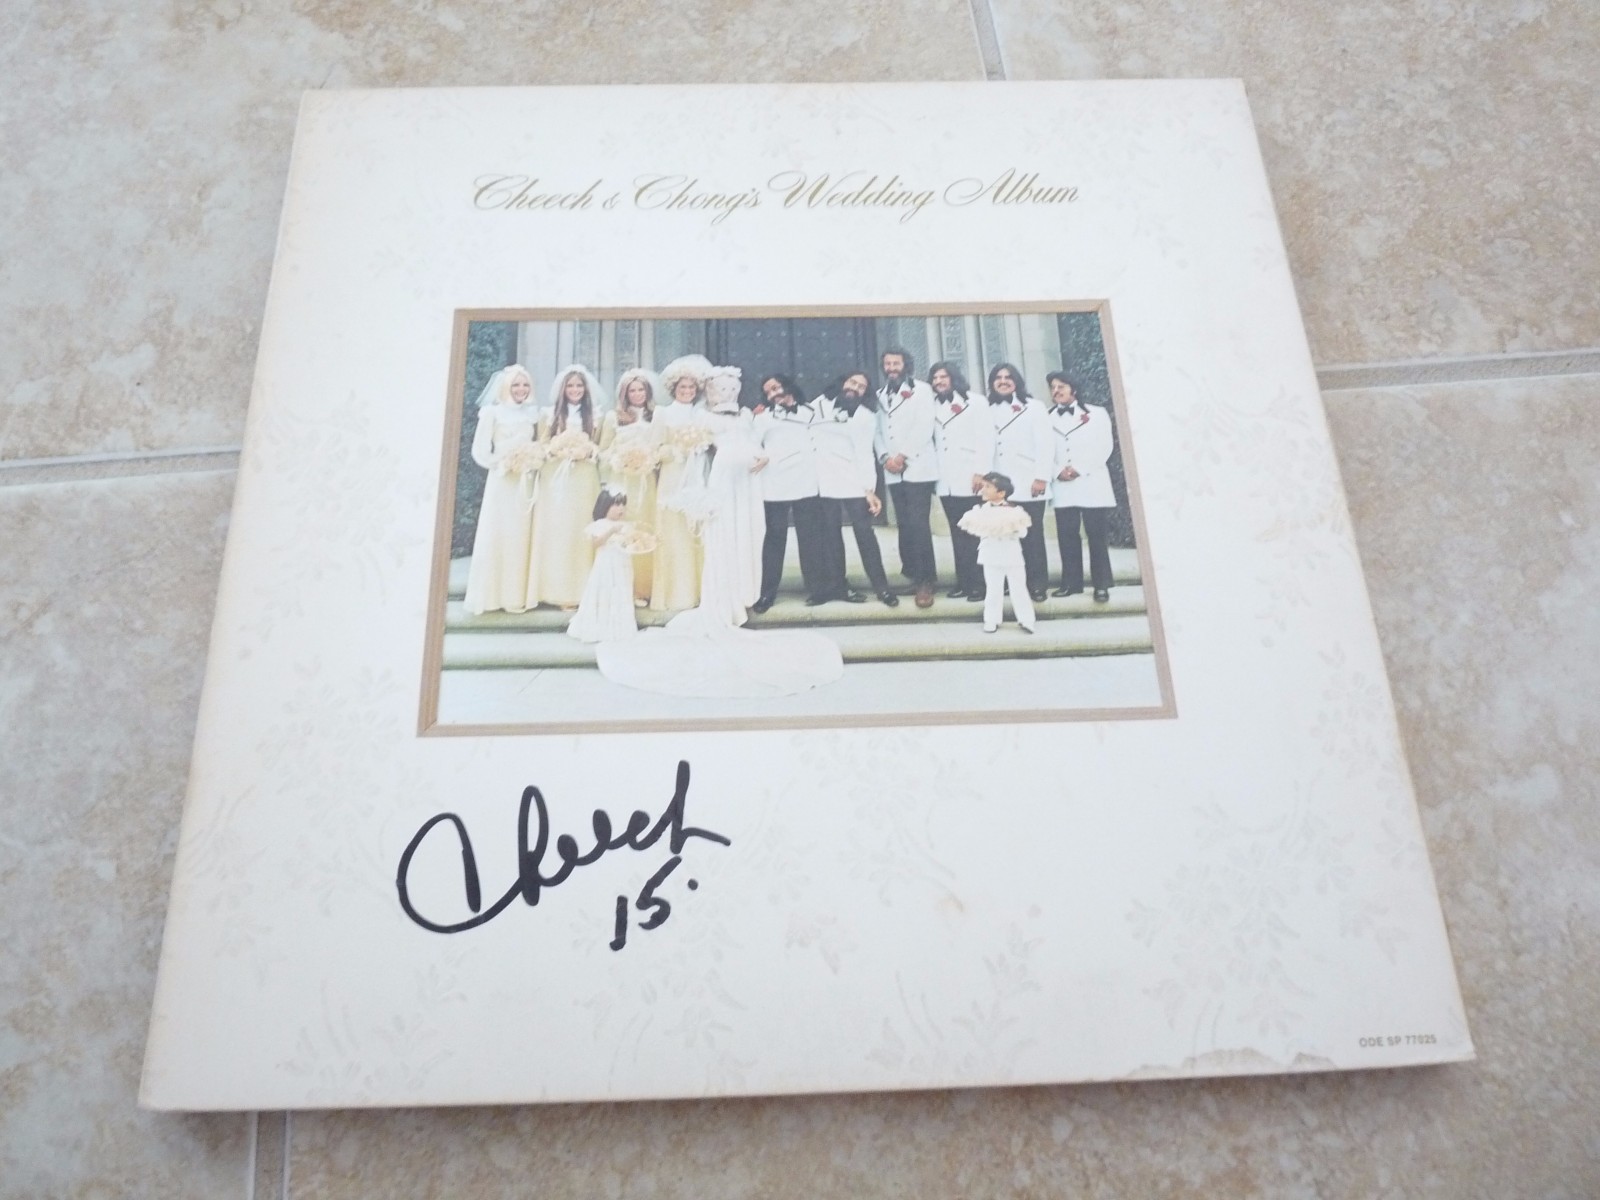 Cheech & Chong's Wedding Album
Cheech
15.
ODE SP 77025